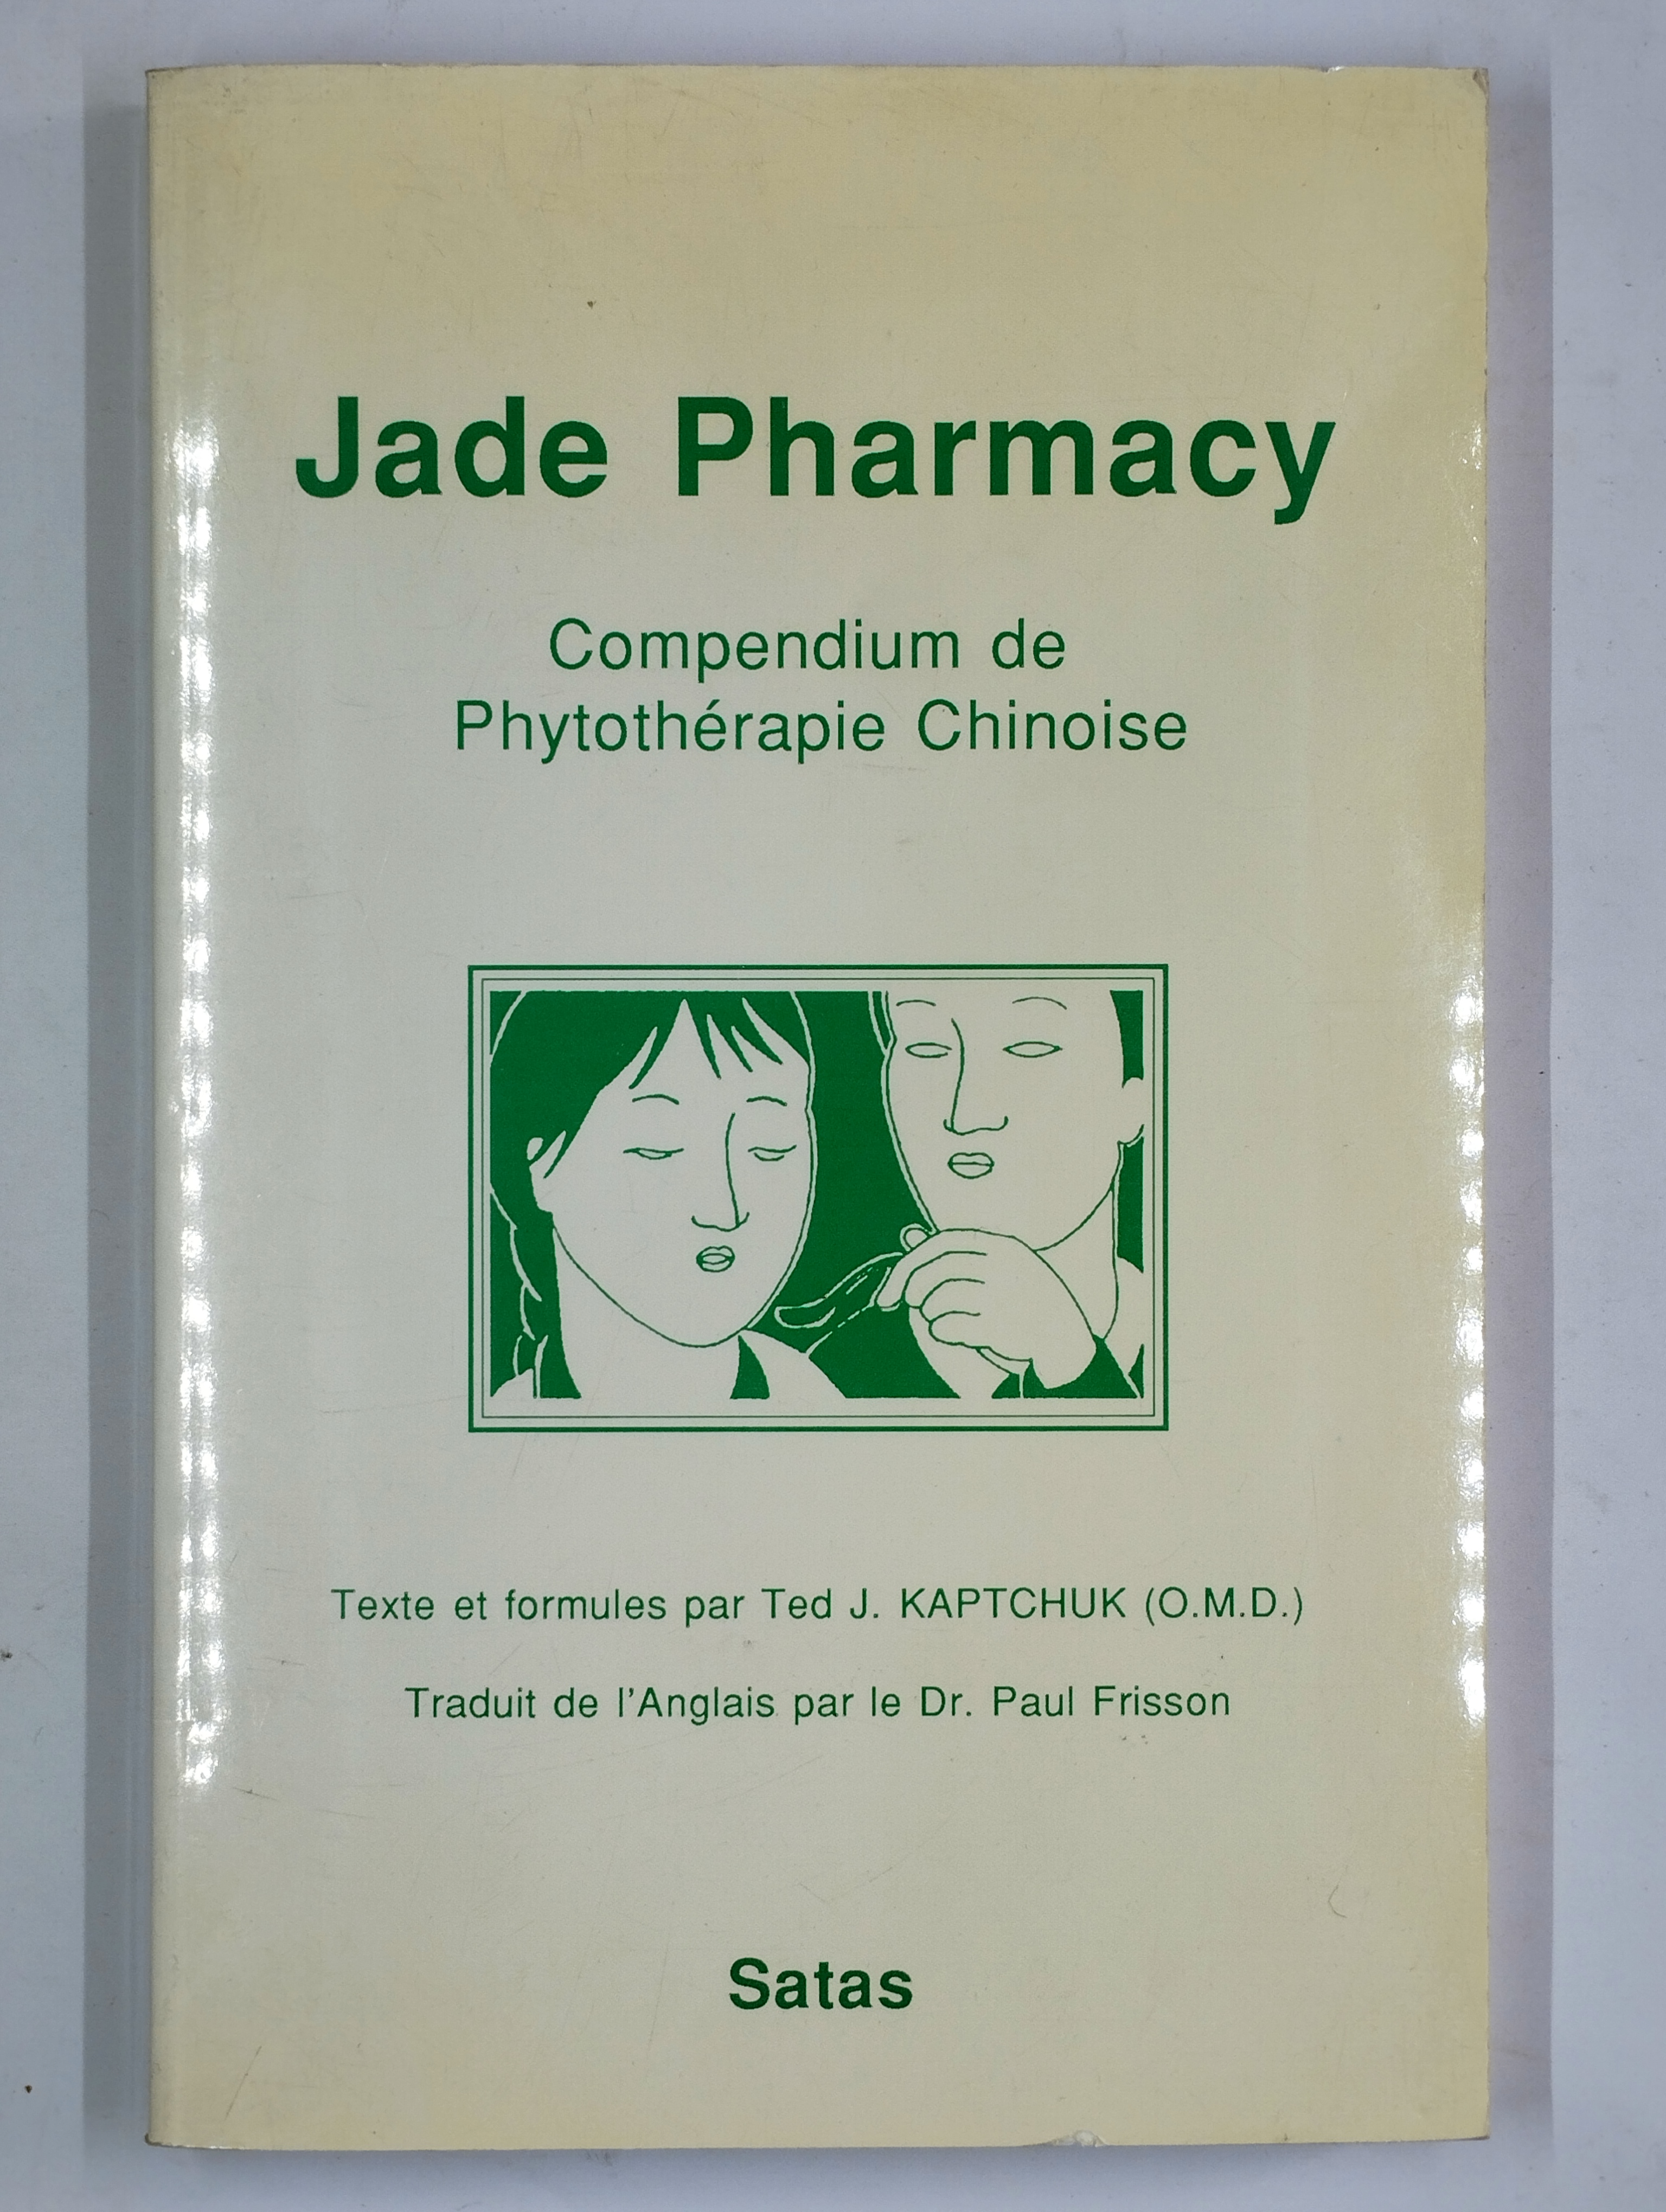 Jade Pharmacy
Compendium de
Phytothérapie Chinoise
Texte et formules par Ted J. KAPTCHUK (O.M.D.)
Traduit de l'Anglais par le Dr. Paul Frisson
Satas